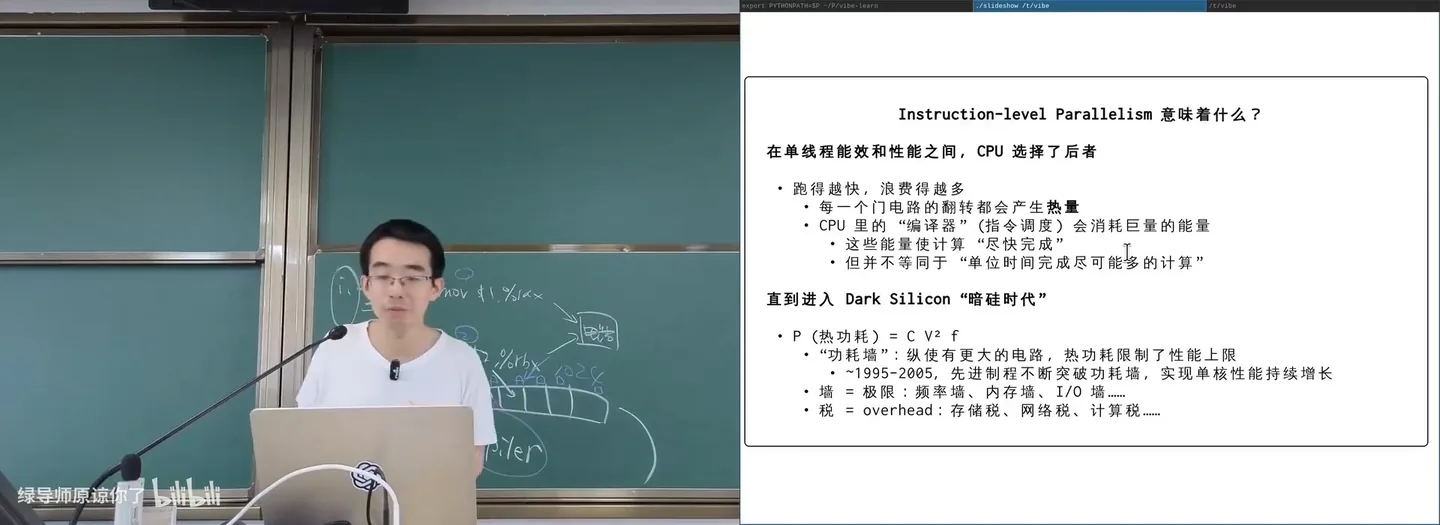 export PYTHONPATH=$P ~/P/vibe-learn
./slideshow /t/vibe
/t/vibe
Instruction-level Parallelism 意味着什么？
在单线程能效和性能之间，CPU 选择了后者
• 跑得越快，浪费得越多
• 每一个门电路的翻转都会产生热量
• CPU 里的 “编译器” (指令调度) 会消耗巨量的能量
• 这些能量使计算 “尽快完成”
• 但并不等同于 “单位时间完成尽可能多的计算”
直到进入 Dark Silicon “暗硅时代”
• P (热功耗) = C V² f
• “功耗墙”: 纵使有更大的电路，热功耗限制了性能上限
• ~1995-2005, 先进制程不断突破功耗墙，实现单核性能持续增长
• 墙 = 极限: 频率墙、内存墙、I/O 墙……
• 税 = overhead: 存储税、网络税、计算税……
mov $1, %rax
%rbx
绿导师原谅你了 bilibili